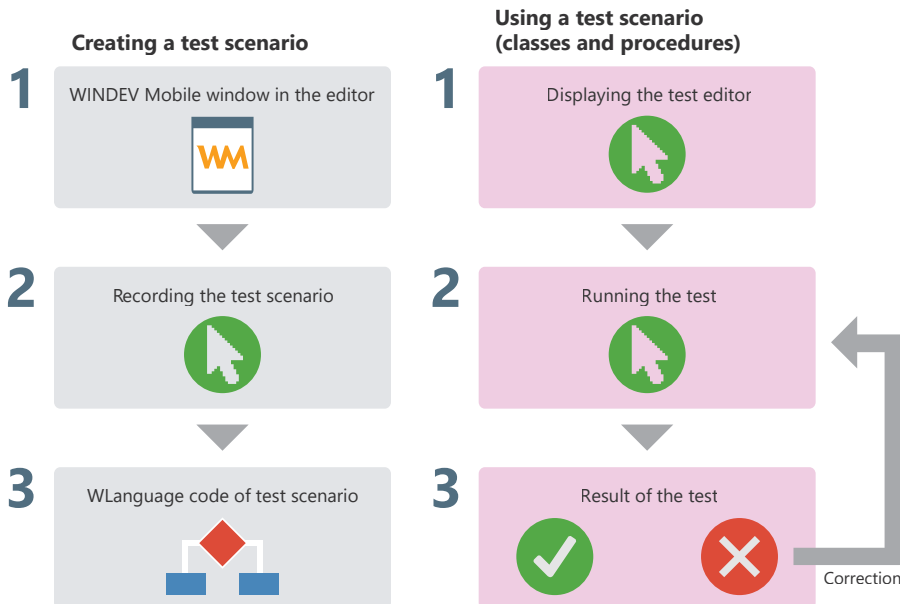 Creating a test scenario
1
WINDEV Mobile window in the editor
WM
2
Recording the test scenario
3
WLanguage code of test scenario
Using a test scenario
(classes and procedures)
1
Displaying the test editor
2
Running the test
3
Result of the test
Correction